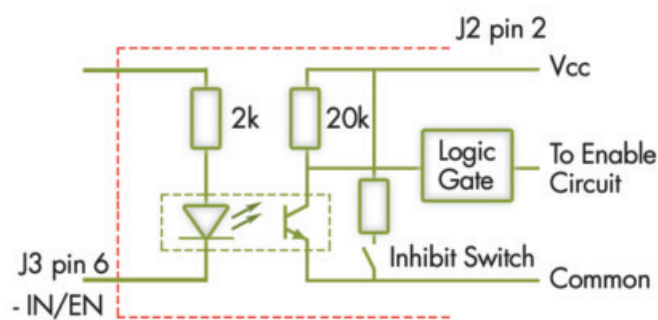 J2 pin 2
Vcc
2k
20k
Logic
Gate
To Enable
Circuit
Inhibit Switch
J3 pin 6
Common
- IN/EN